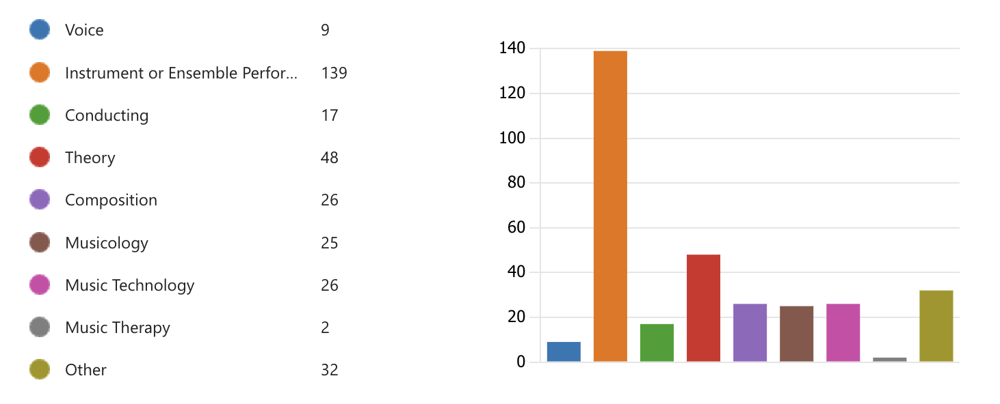 Voice 9
Instrument or Ensemble Perfor... 139
Conducting 17
Theory 48
Composition 26
Musicology 25
Music Technology 26
Music Therapy 2
Other 32
140
120
100
80
60
40
20
0